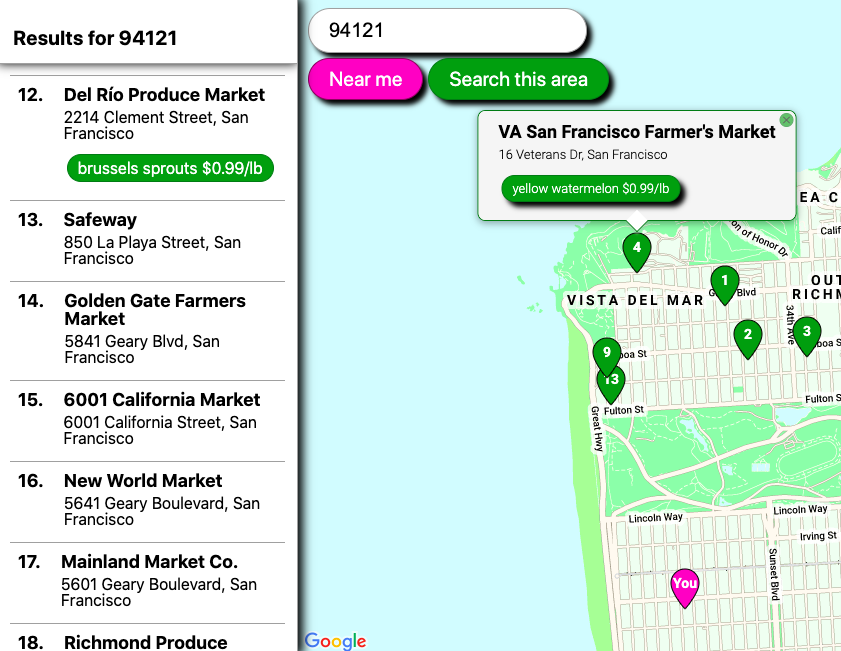 Results for 94121
12. Del Río Produce Market
2214 Clement Street, San
Francisco
brussels sprouts $0.99/lb
13. Safeway
850 La Playa Street, San
Francisco
14. Golden Gate Farmers
Market
5841 Geary Blvd, San
Francisco
15. 6001 California Market
6001 California Street, San
Francisco
16. New World Market
5641 Geary Boulevard, San
Francisco
17. Mainland Market Co.
5601 Geary Boulevard, San
Francisco
18. Richmond Produce
94121
Near me
Search this area
VA San Francisco Farmer's Market
16 Veterans Dr, San Francisco
yellow watermelon $0.99/lb
EA C
on of Honor Dr
Calif
4
1
Blvd
VISTA DEL MAR
OUT
RICHM
34th Ave
2
3
boa S
9
boa St
13
Fulton St
Fulton S
Great Hwy
Lincoln Way
Lincoln Way
Irving St
Sunset Blvd
You
Google